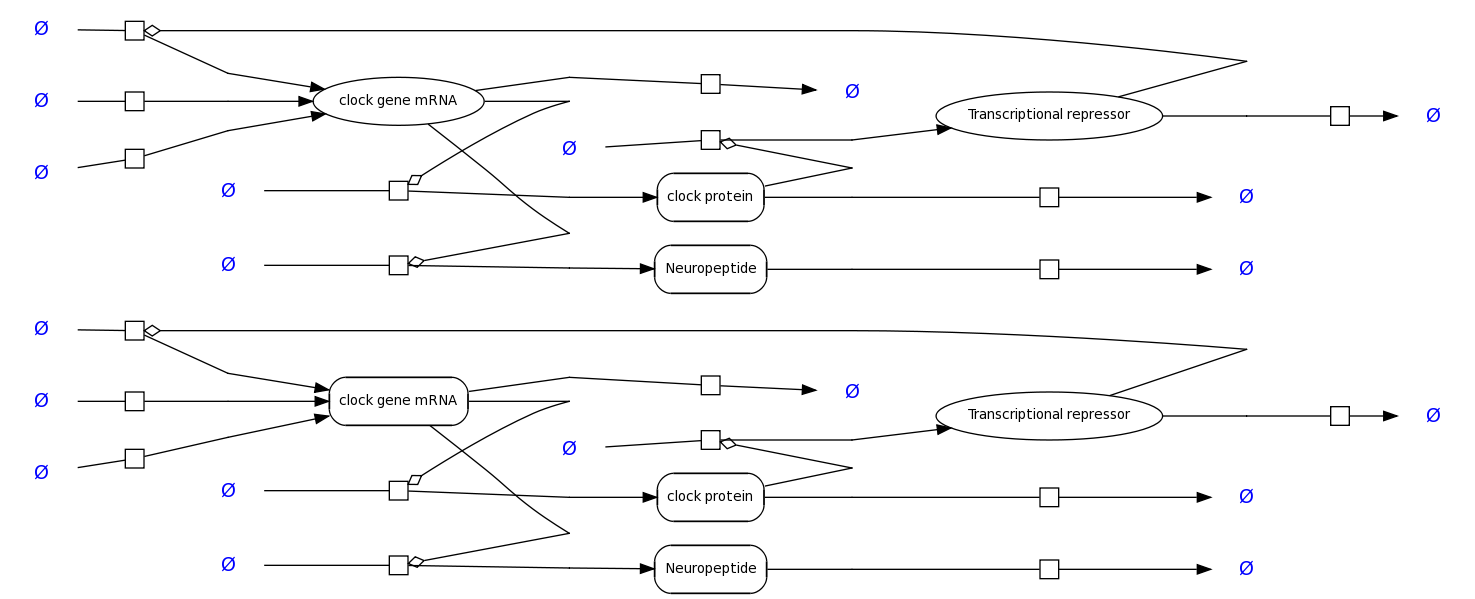 Ø
Ø clock gene mRNA Ø Transcriptional repressor Ø
Ø
Ø
Ø clock protein Ø
Ø Neuropeptide Ø
Ø
Ø clock gene mRNA Ø Transcriptional repressor Ø
Ø
Ø
Ø clock protein Ø
Ø Neuropeptide Ø